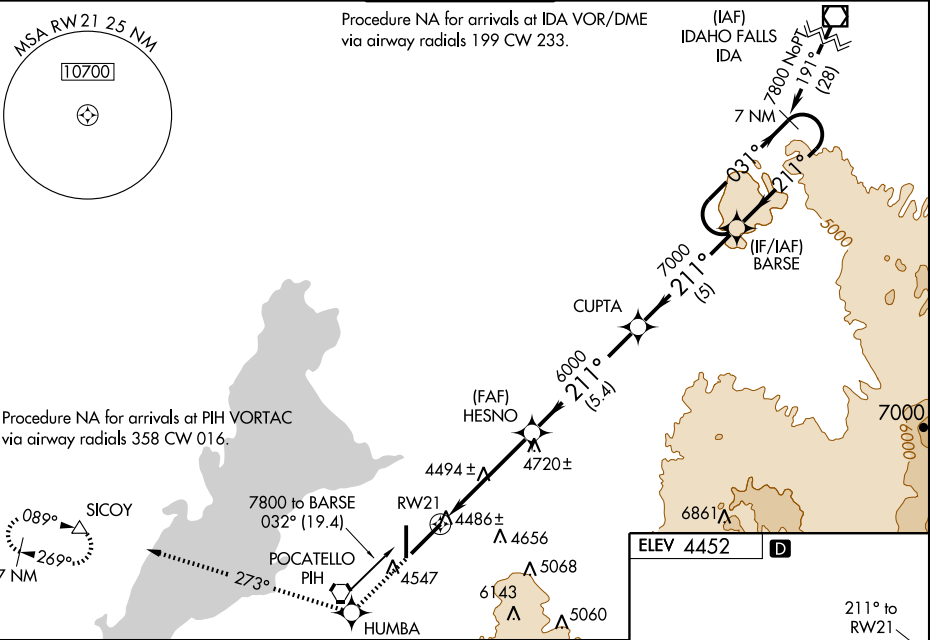 MSA RW21 25 NM
10700
Procedure NA for arrivals at IDA VOR/DME
via airway radials 199 CW 233.
(IAF)
IDAHO FALLS
IDA
7800 NoPT
191°
(28)
7 NM
031°
211°
5000
(IF/IAF)
BARSE
7000
211°
(5)
CUPTA
6000
211°
(5.4)
(FAF)
HESNO
7000
6000
Procedure NA for arrivals at PIH VORTAC
via airway radials 358 CW 016.
4494±
4720±
7800 to BARSE
032° (19.4)
RW21
4486±
6861
089°
SICOY
4656
269°
7 NM
POCATELLO
PIH
4547
5068
ELEV 4452
D
273°
6143
5060
HUMBA
211° to
RW21